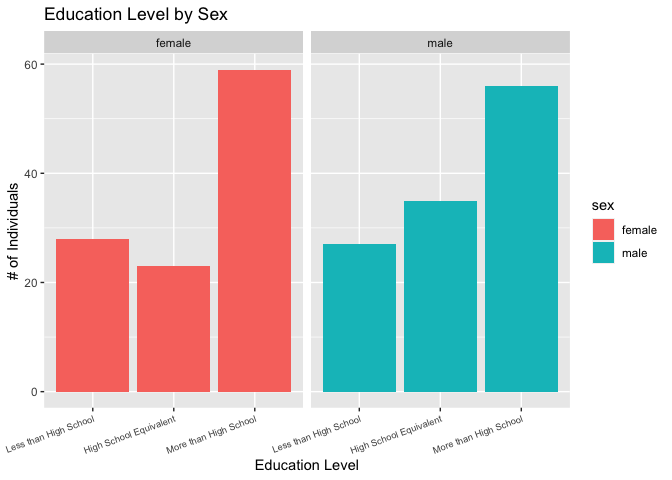 Education Level by Sex
female
male
60
40
20
0
# of Individuals
Less than High School
High School Equivalent
More than High School
Less than High School
High School Equivalent
More than High School
Education Level
sex
female
male